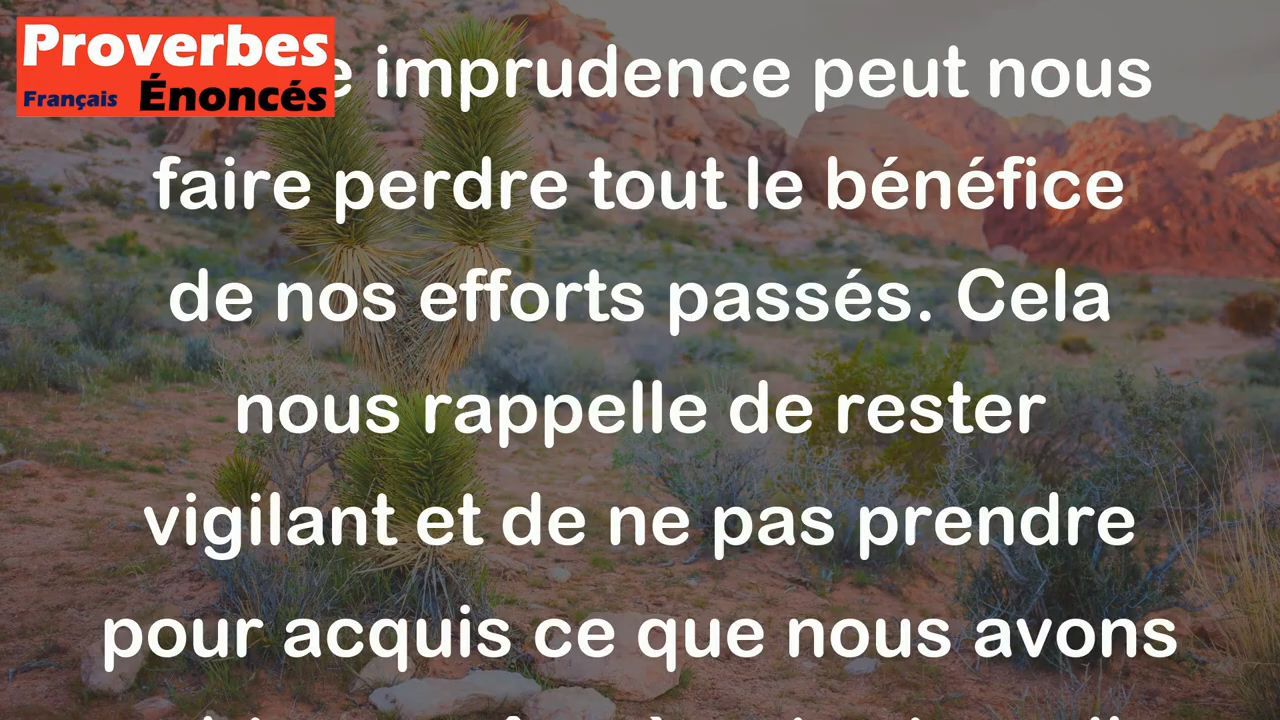 Proverbes
Français Énoncés
imprudence peut nous
faire perdre tout le bénéfice
de nos efforts passés. Cela
nous rappelle de rester
vigilant et de ne pas prendre
pour acquis ce que nous avons